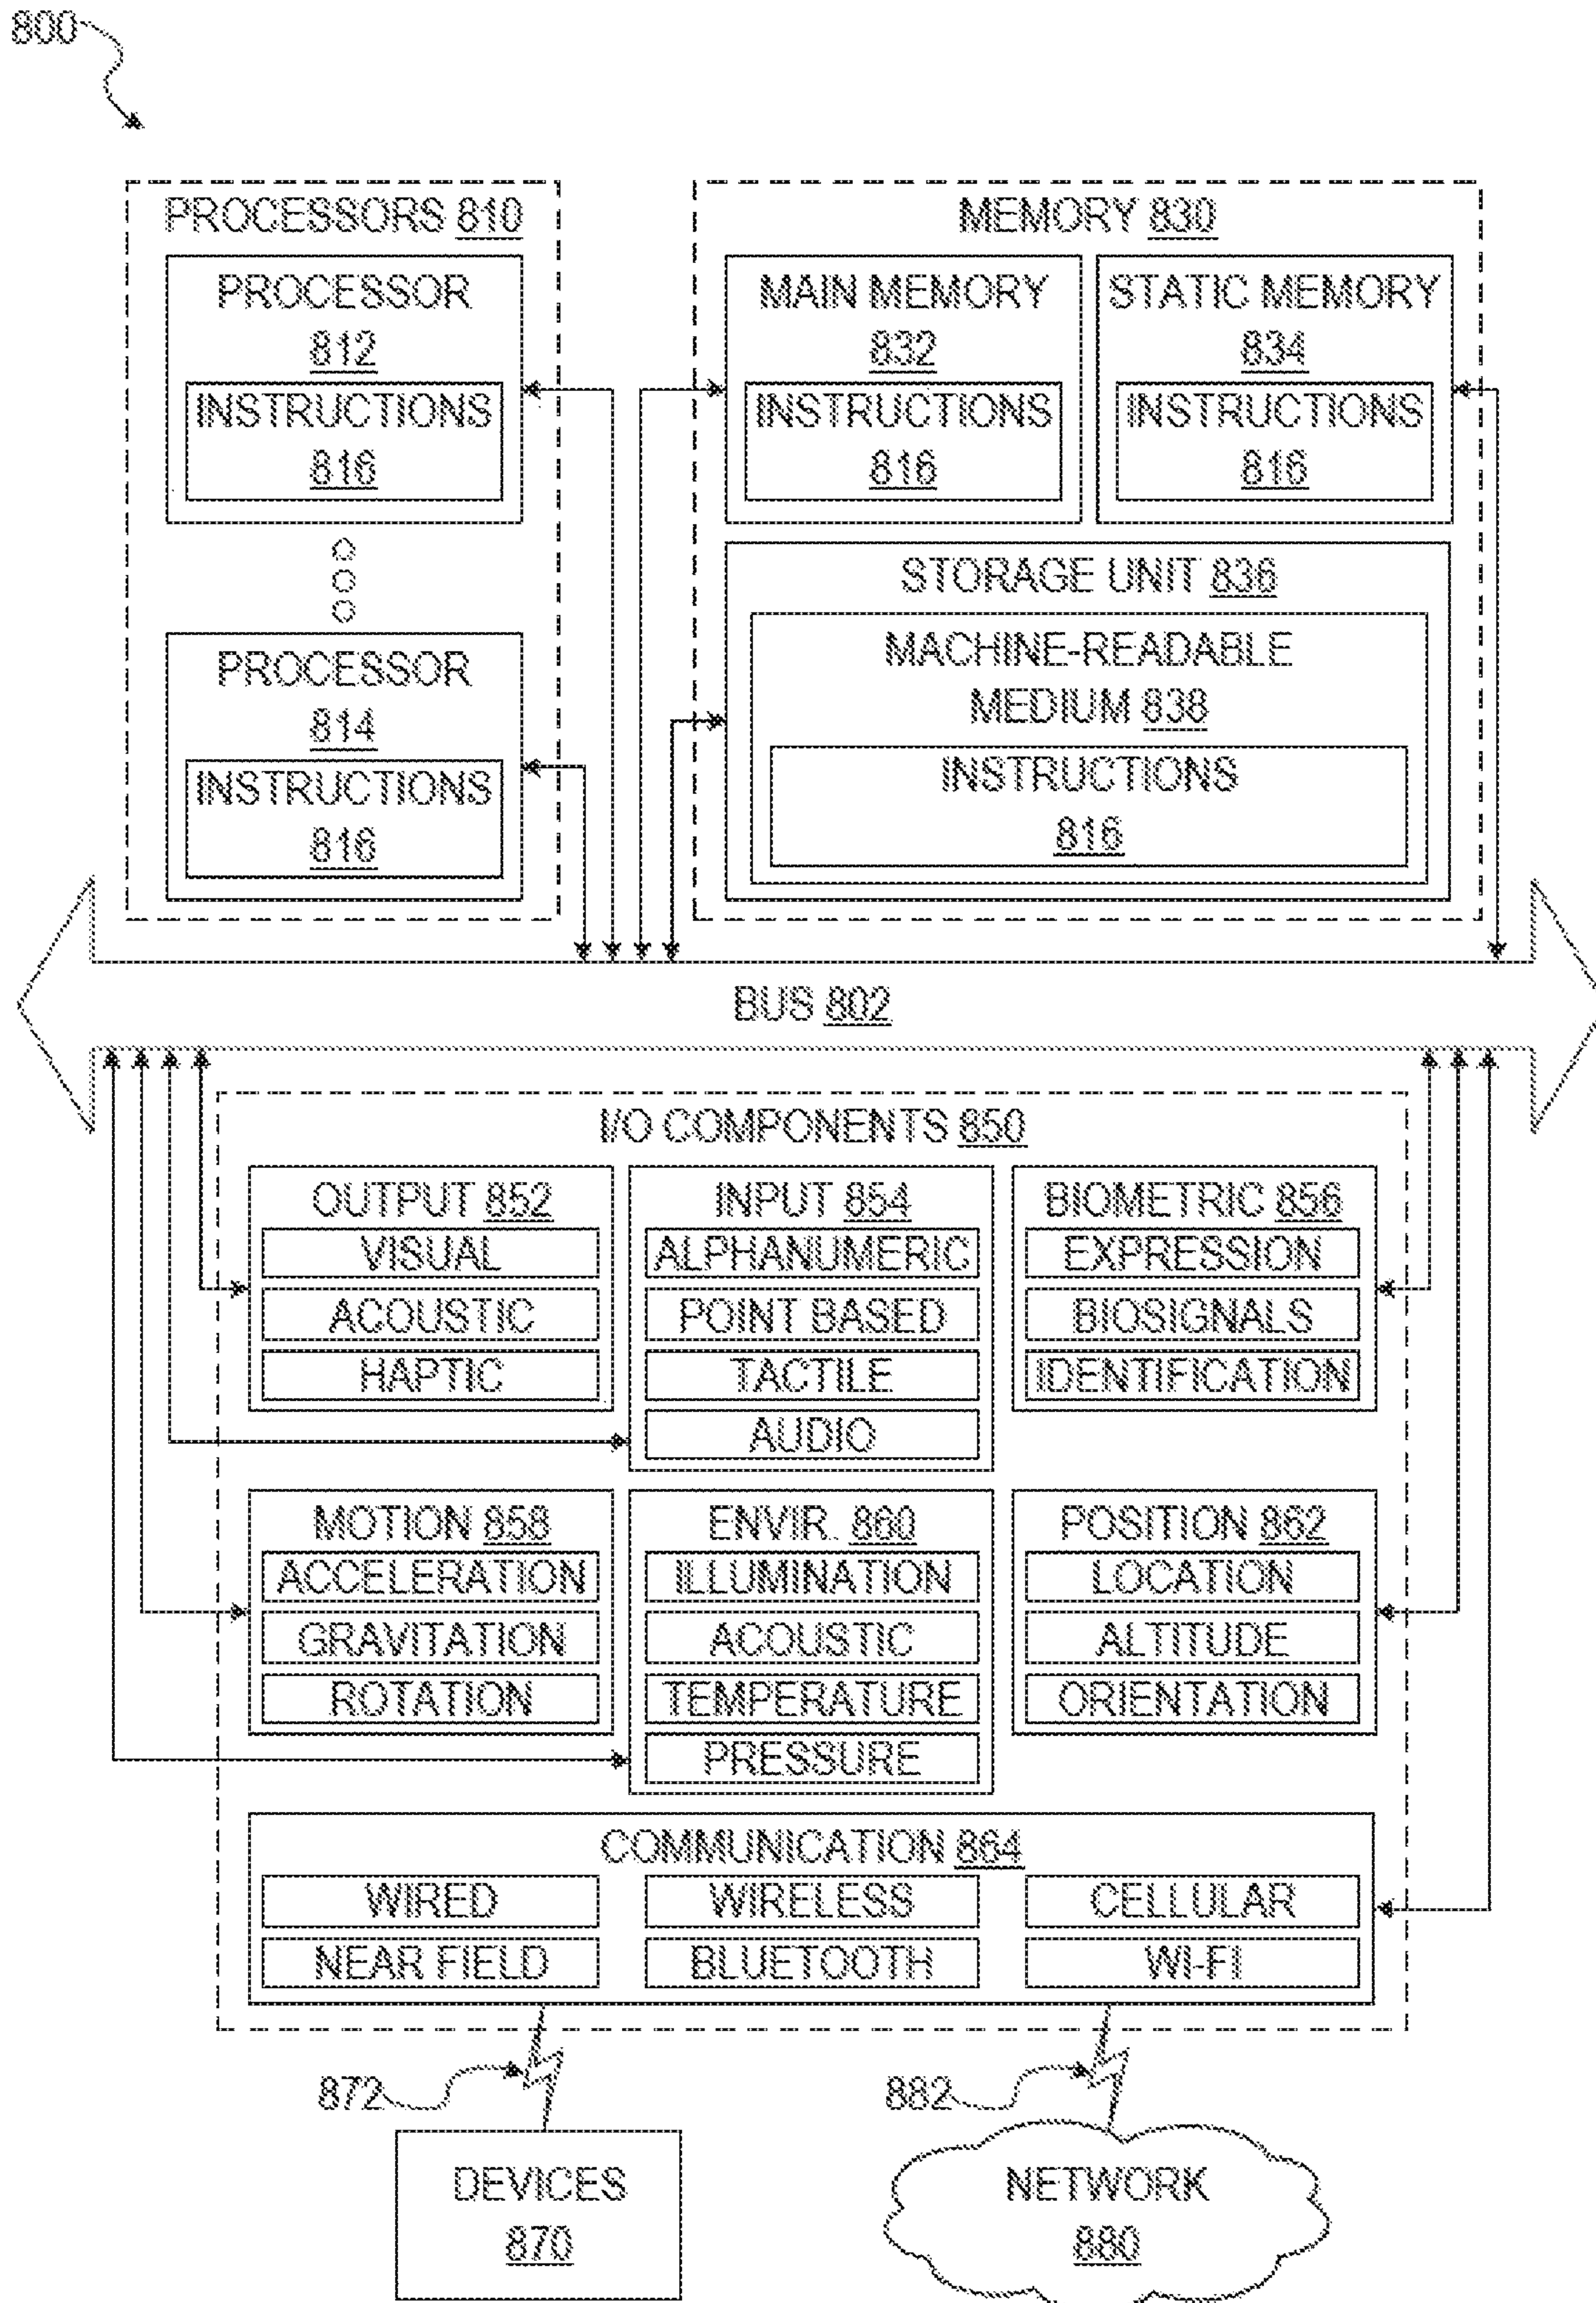 800
PROCESSORS 810
PROCESSOR
812
INSTRUCTIONS
816
PROCESSOR
814
INSTRUCTIONS
816
MEMORY 830
MAIN MEMORY
832
INSTRUCTIONS
816
STATIC MEMORY
834
INSTRUCTIONS
816
STORAGE UNIT 836
MACHINE-READABLE
MEDIUM 838
INSTRUCTIONS
816
BUS 802
I/O COMPONENTS 850
OUTPUT 852
VISUAL
ACOUSTIC
HAPTIC
INPUT 854
ALPHANUMERIC
POINT BASED
TACTILE
AUDIO
BIOMETRIC 856
EXPRESSION
BIOSIGNALS
IDENTIFICATION
MOTION 858
ACCELERATION
GRAVITATION
ROTATION
ENVIR. 860
ILLUMINATION
ACOUSTIC
TEMPERATURE
PRESSURE
POSITION 862
LOCATION
ALTITUDE
ORIENTATION
COMMUNICATION 864
WIRED
WIRELESS
CELLULAR
NEAR FIELD
BLUETOOTH
WI-FI
872
882
DEVICES
870
NETWORK
880